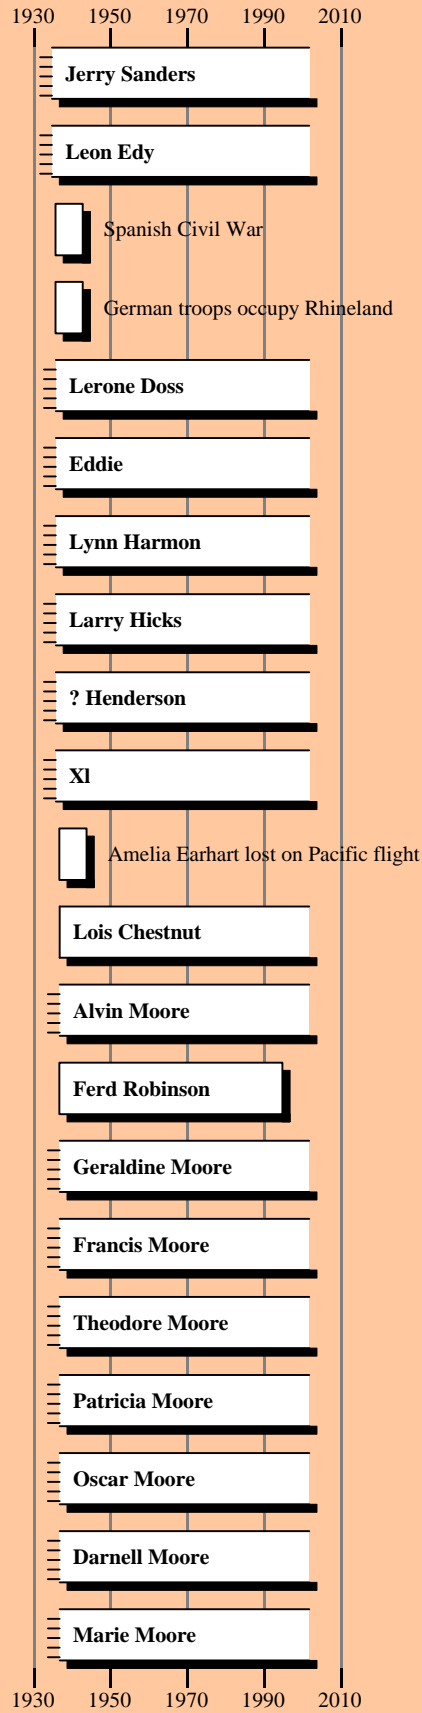 1930 1950 1970 1990 2010
Jerry Sanders
Leon Edy
Spanish Civil War
German troops occupy Rhineland
Lerone Doss
Eddie
Lynn Harmon
Larry Hicks
? Henderson
Xl
Amelia Earhart lost on Pacific flight
Lois Chestnut
Alvin Moore
Ferd Robinson
Geraldine Moore
Francis Moore
Theodore Moore
Patricia Moore
Oscar Moore
Darnell Moore
Marie Moore
1930 1950 1970 1990 2010